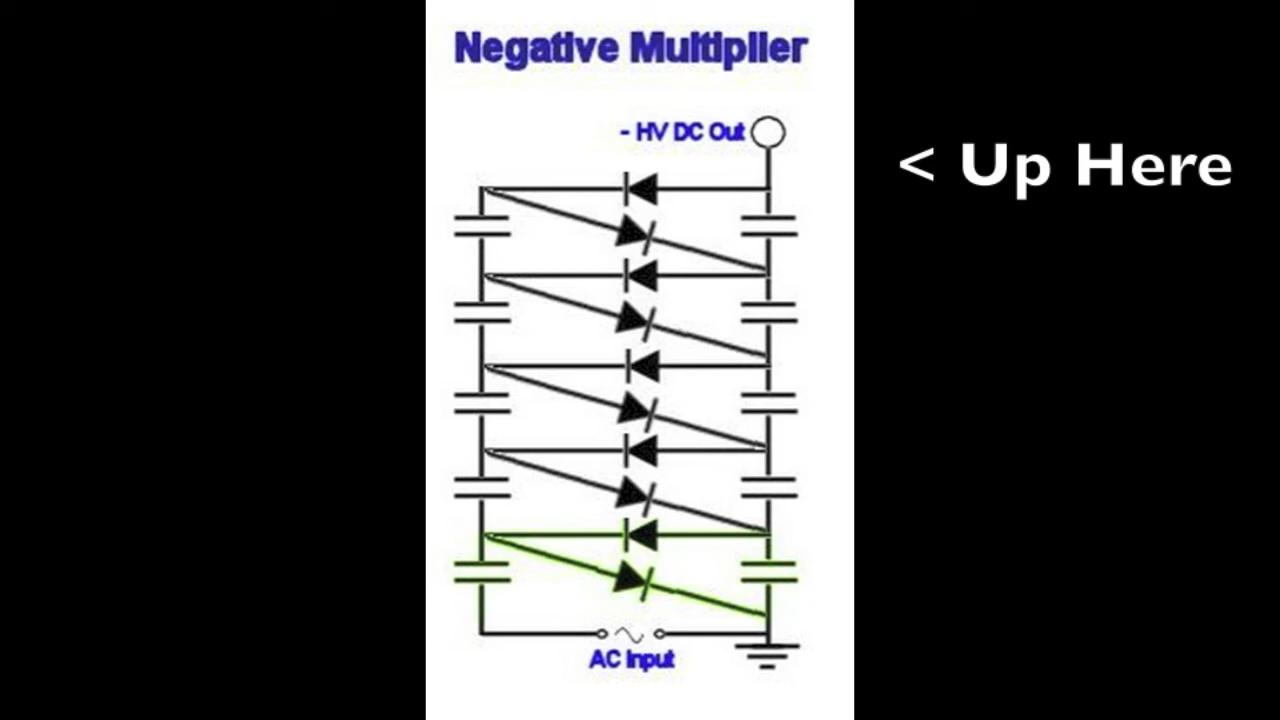 Negative Multiplier
- HV DC Out
< Up Here
AC Input